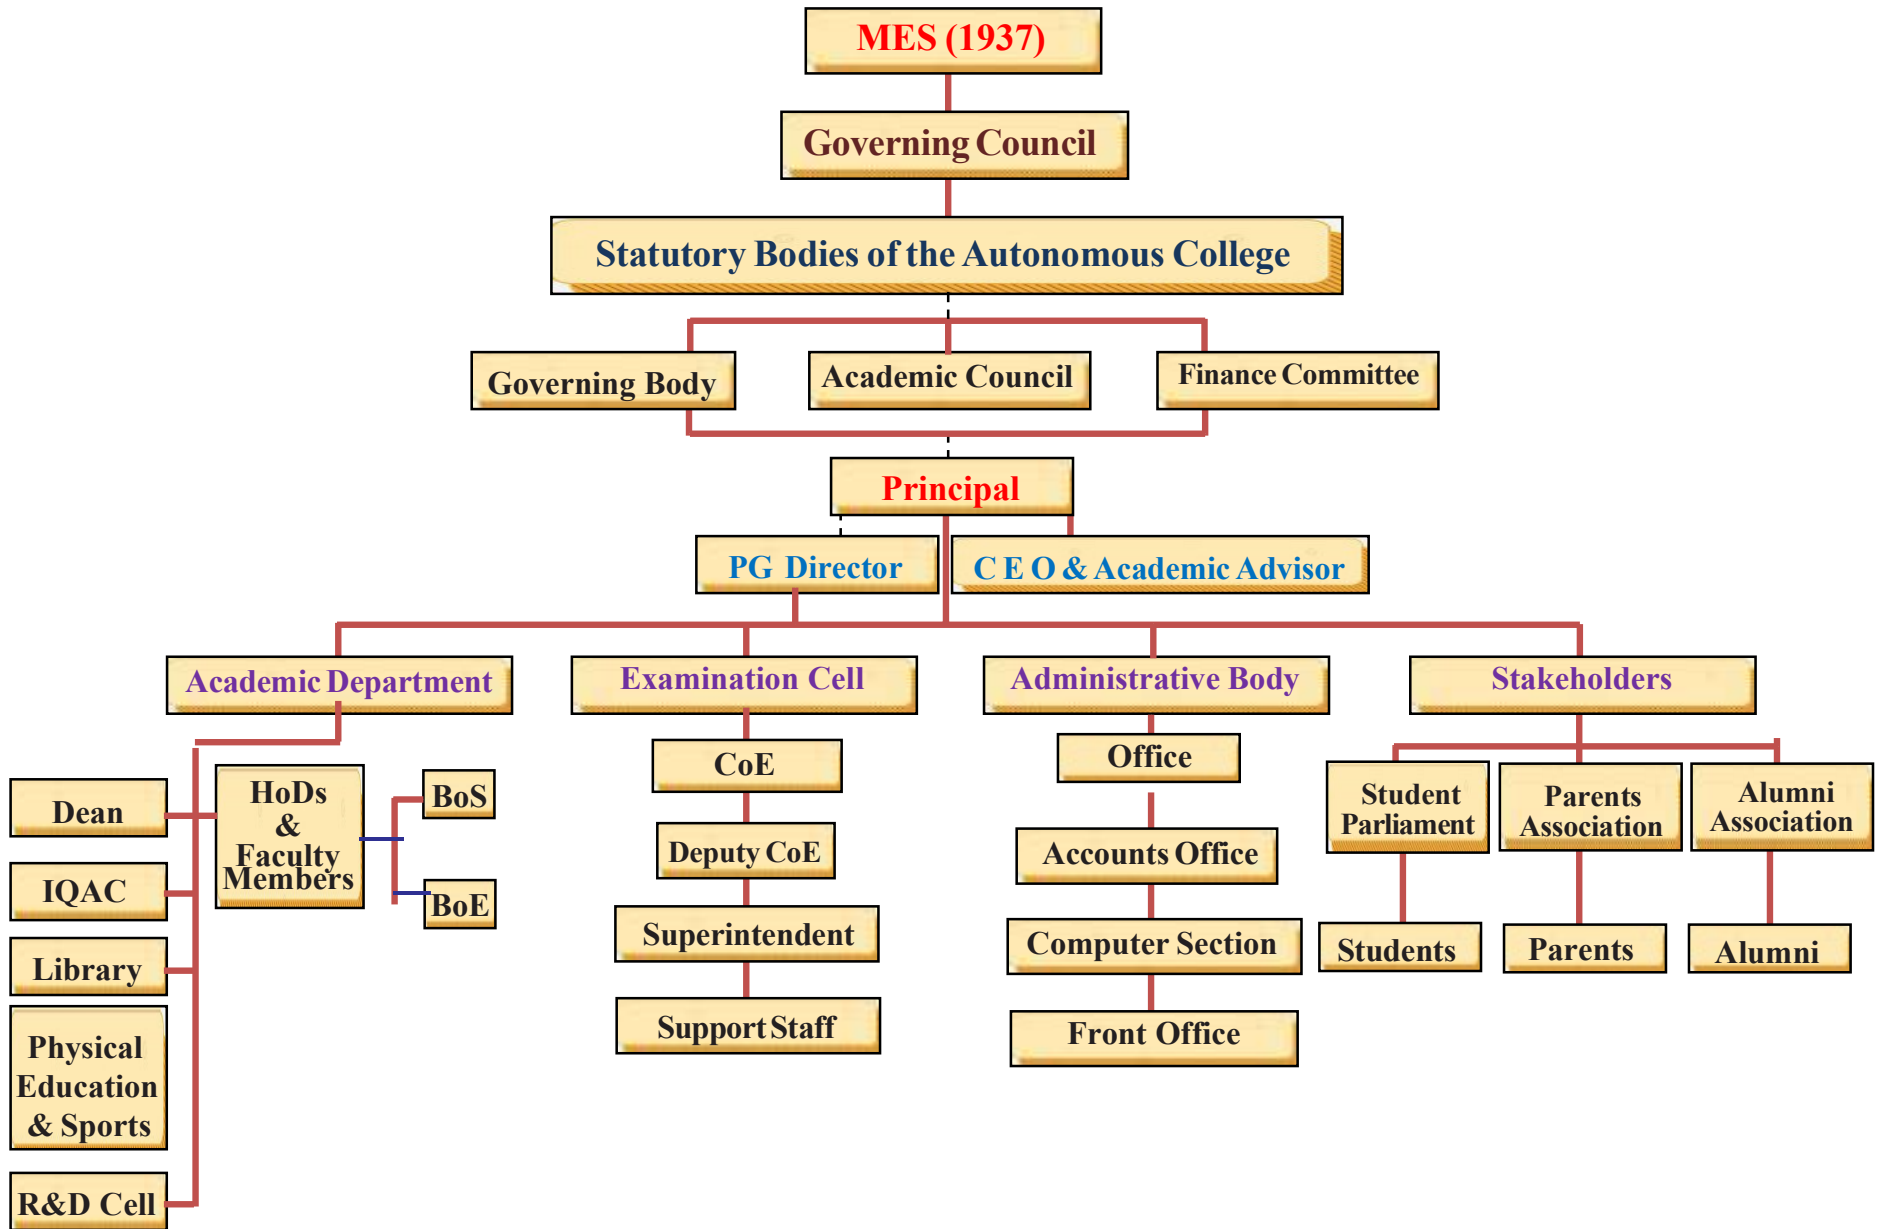 MES (1937)
Governing Council
Statutory Bodies of the Autonomous College
Governing Body
Academic Council
Finance Committee
Principal
PG Director
C E O & Academic Advisor
Academic Department
Examination Cell
Administrative Body
Stakeholders
Dean
IQAC
Library
Physical
Education
& Sports
R&D Cell
HoDs
&
Faculty
Members
BoS
BoE
CoE
Deputy CoE
Superintendent
Support Staff
Office
Accounts Office
Computer Section
Front Office
Student
Parliament
Students
Parents
Association
Parents
Alumni
Association
Alumni